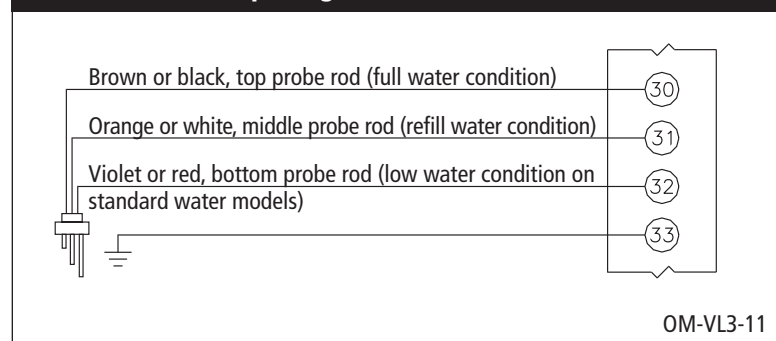 Brown or black, top probe rod (full water condition)
30
Orange or white, middle probe rod (refill water condition)
31
Violet or red, bottom probe rod (low water condition on
standard water models)
32
33
OM-VL3-11